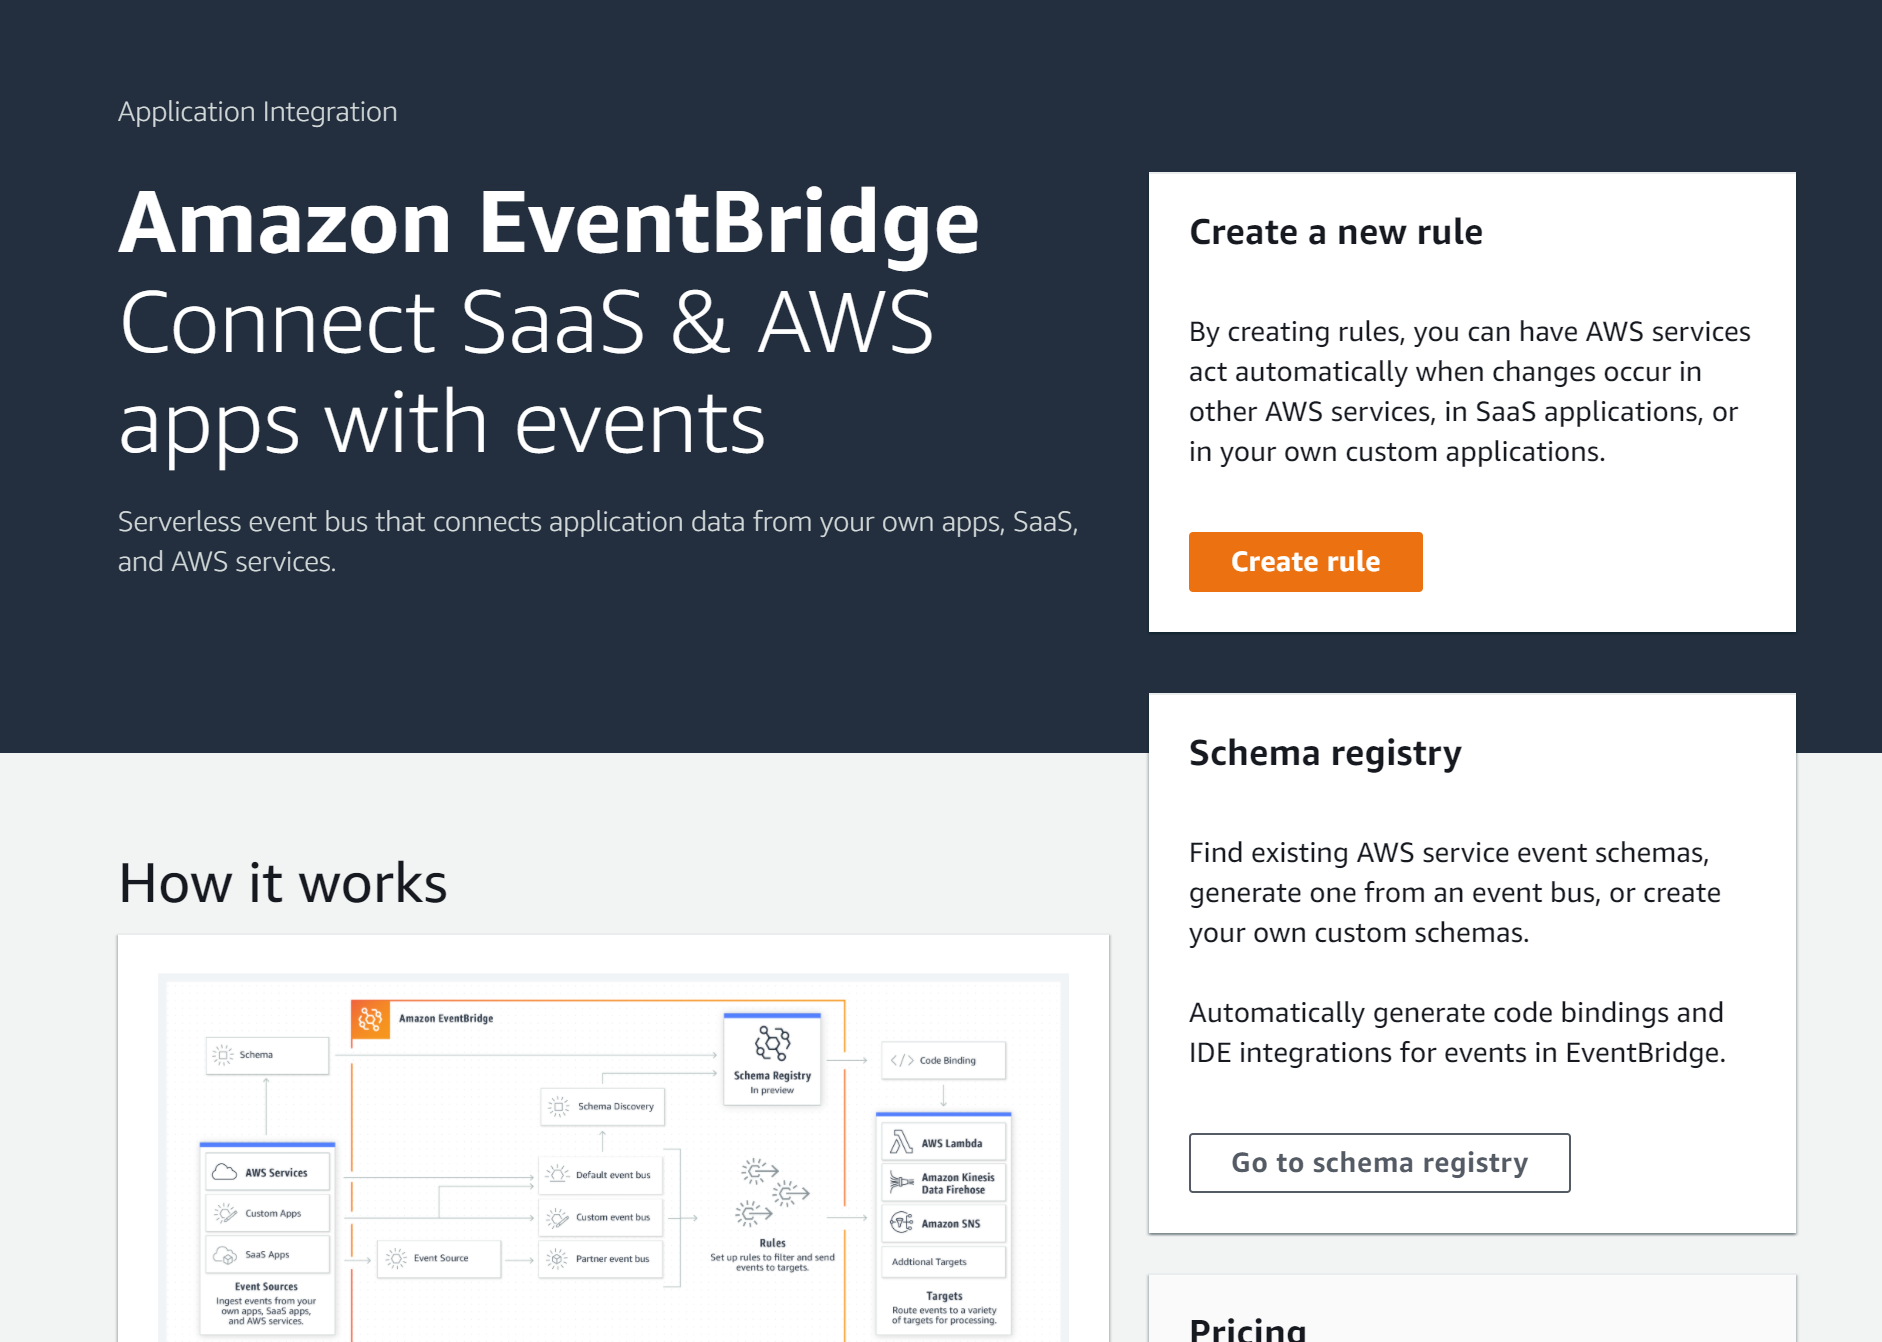 Application Integration
Amazon EventBridge
Connect SaaS & AWS
apps with events
Serverless event bus that connects application data from your own apps, SaaS,
and AWS services.
Create a new rule
By creating rules, you can have AWS services
act automatically when changes occur in
other AWS services, in SaaS applications, or
in your own custom applications.
Create rule
Schema registry
Find existing AWS service event schemas,
generate one from an event bus, or create
your own custom schemas.
Automatically generate code bindings and
IDE integrations for events in EventBridge.
Go to schema registry
Pricing
How it works
Amazon EventBridge
Schema
Schema Registry
In preview
</> Code Binding
Schema Discovery
AWS Services
Custom Apps
SaaS Apps
Event Sources
Ingest events from your
own apps, SaaS apps,
and AWS services.
Event Source
Default event bus
Custom event bus
Partner event bus
Rules
Set up rules to filter and send
events to targets.
AWS Lambda
Amazon Kinesis
Data Firehose
Amazon SNS
Addtional Targets
Targets
Route events to a variety
of targets for processing.